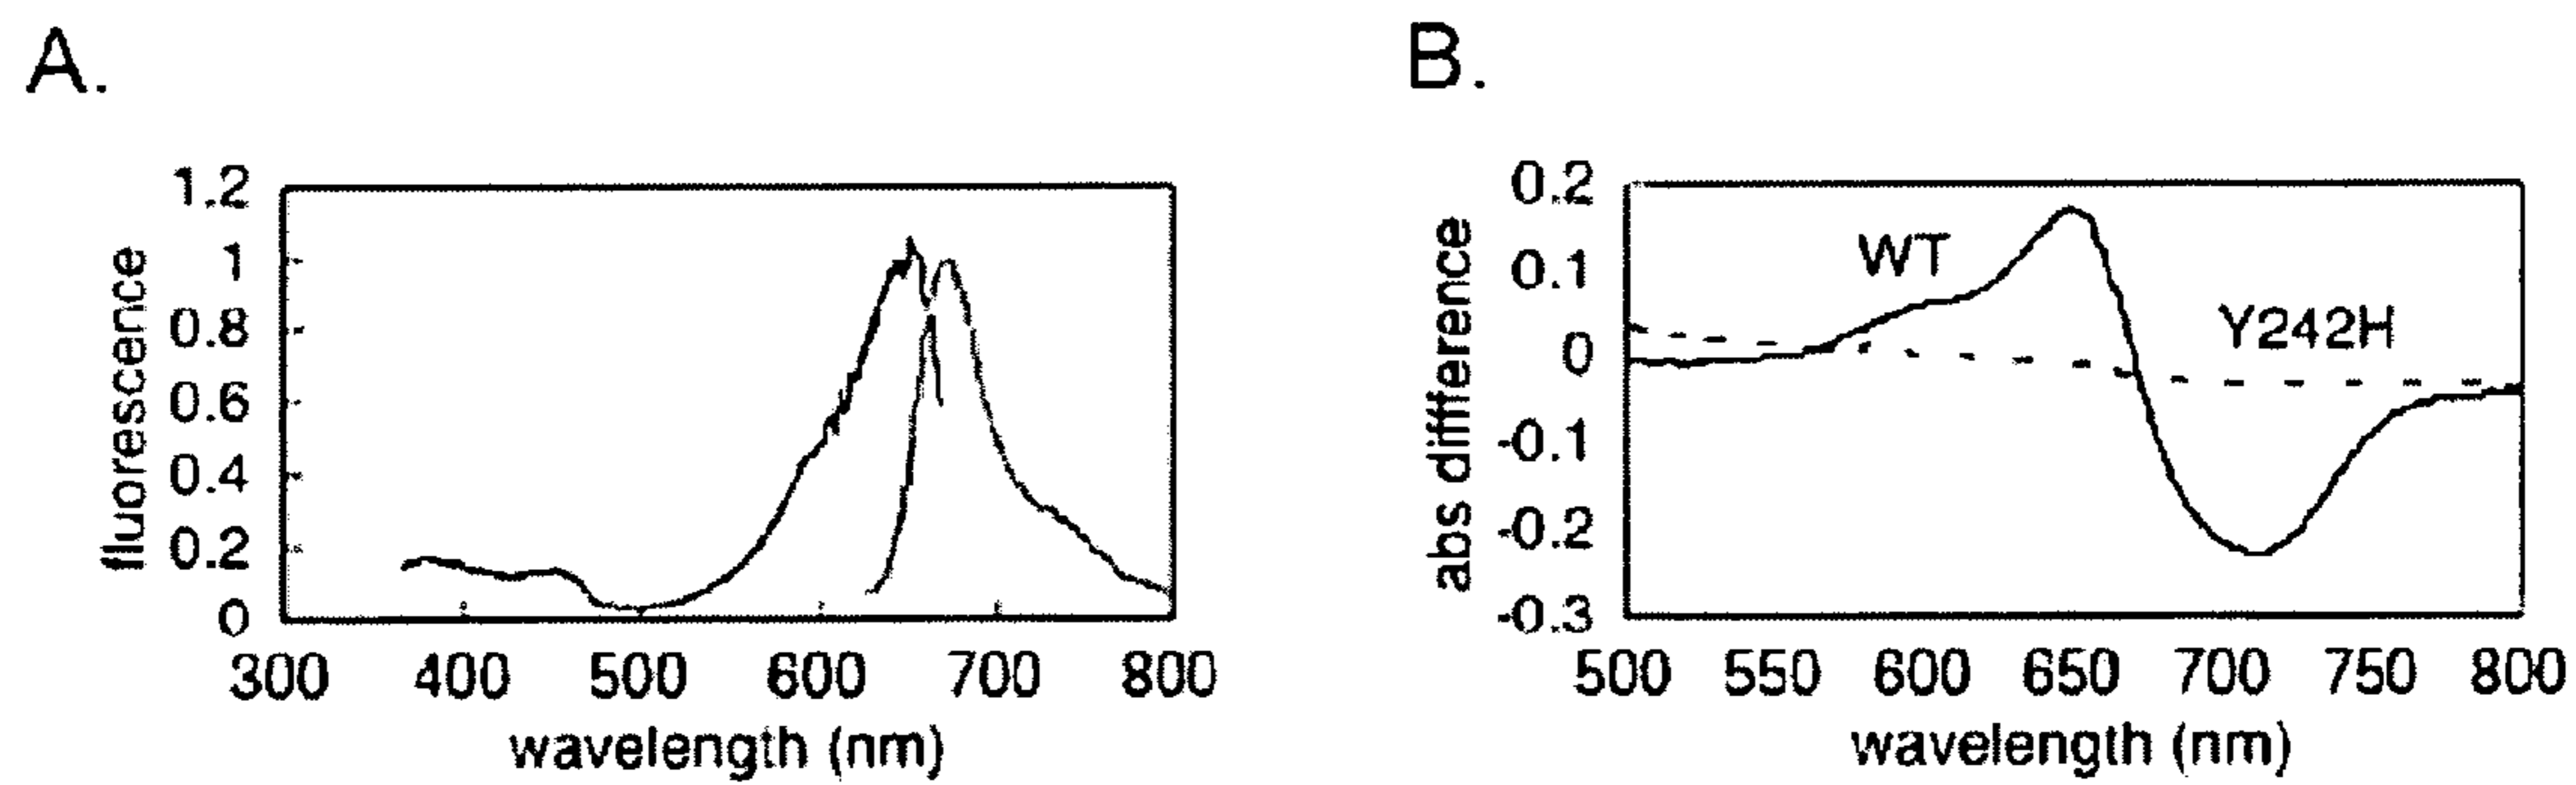 A.
fluorescence
1.2
1
0.8
0.6
0.4
0.2
0
300 400 500 600 700 800
wavelength (nm)
B.
abs difference
0.2
0.1
0
-0.1
-0.2
-0.3
WT
Y242H
500 550 600 650 700 750 800
wavelength (nm)